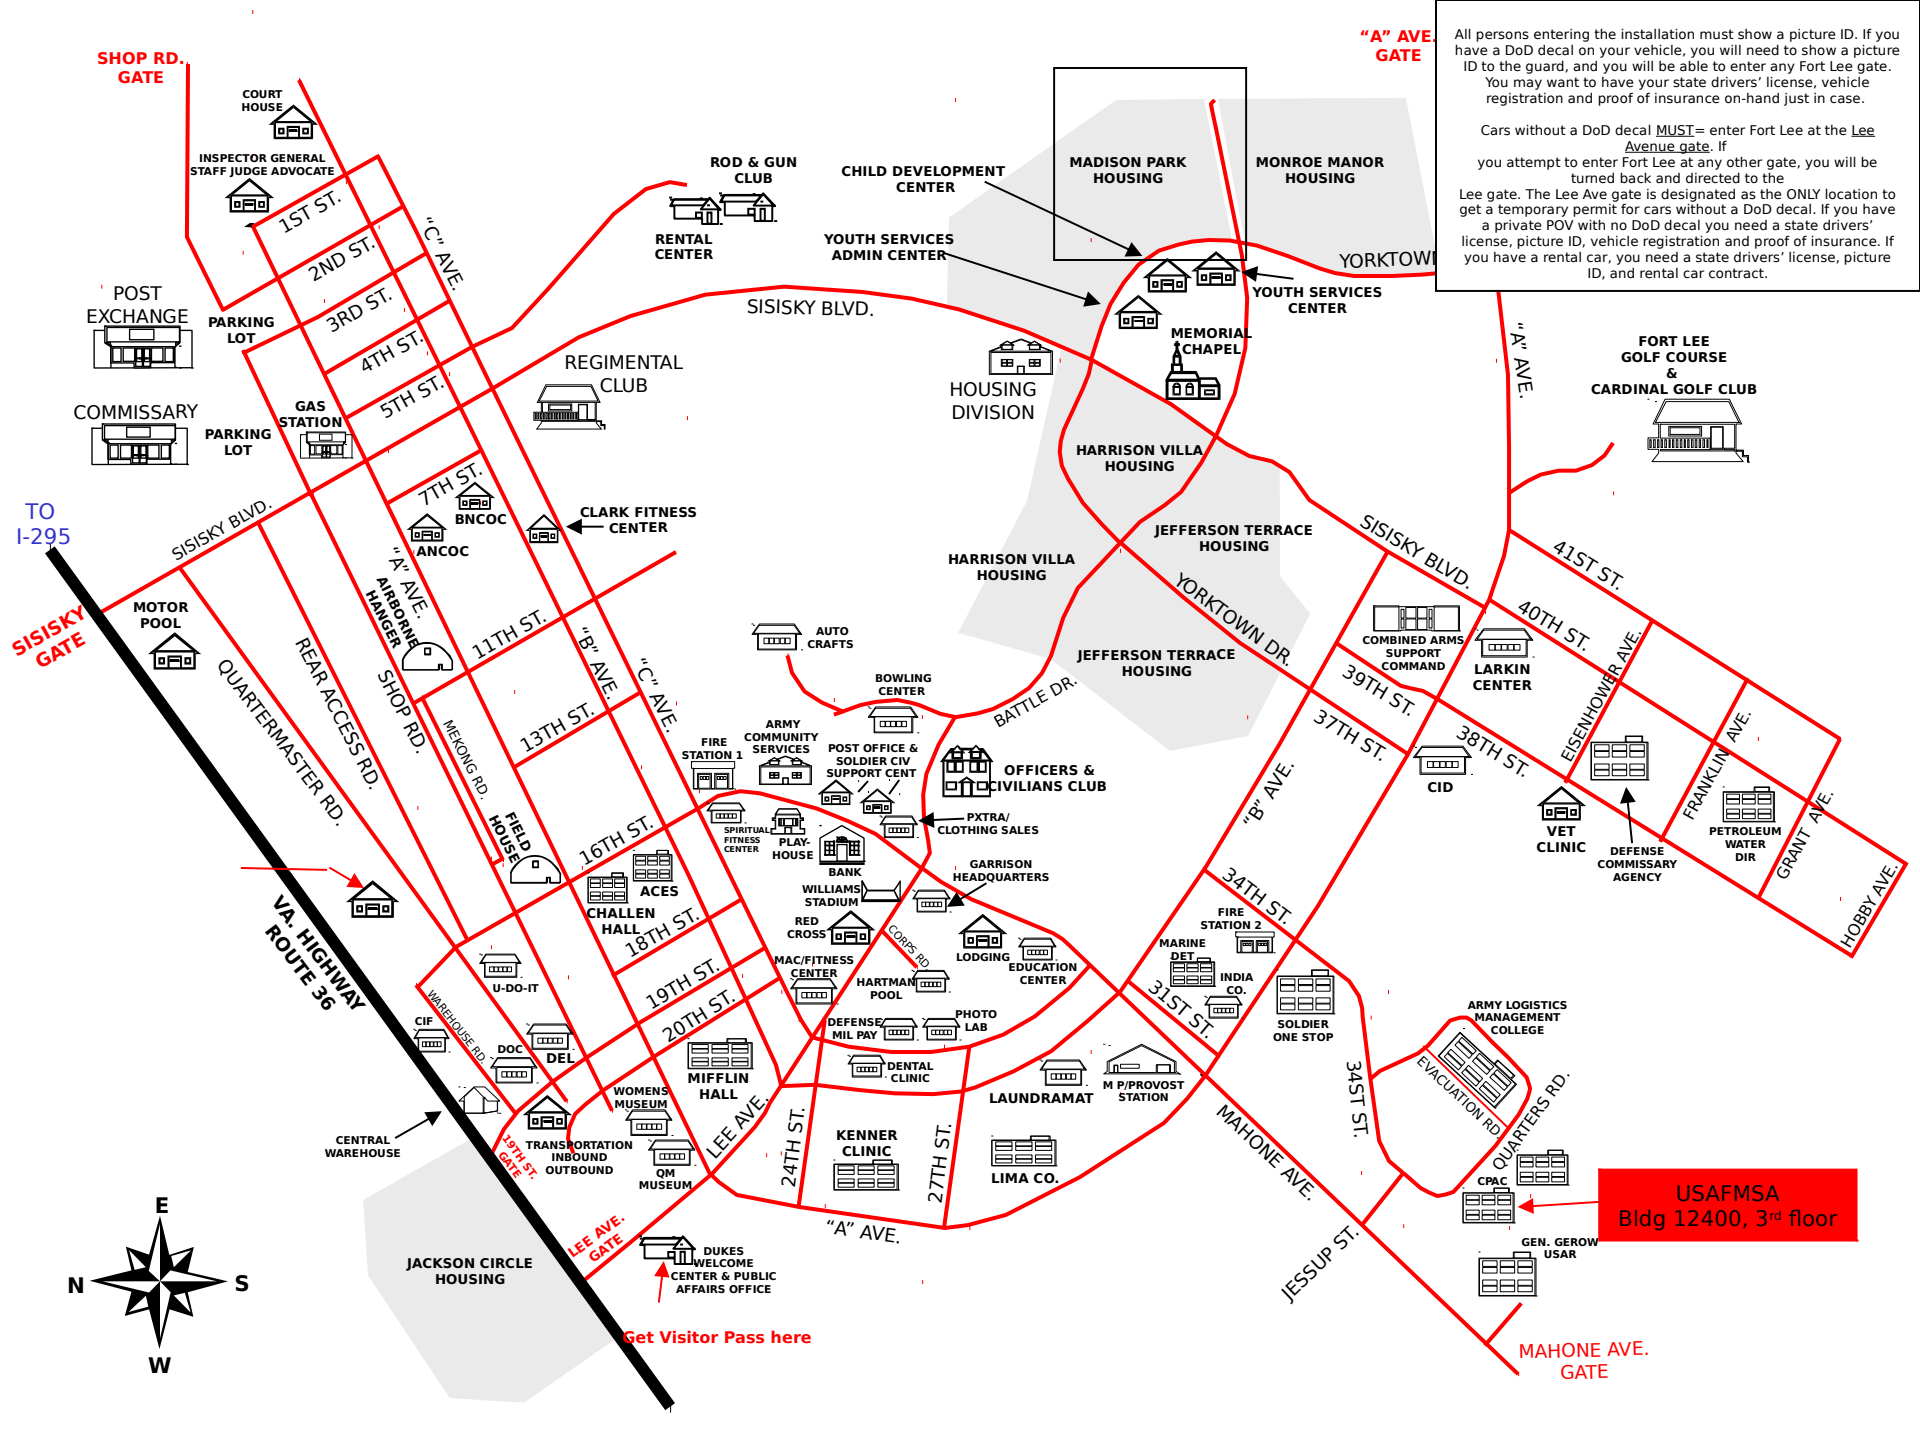 SHOP RD.
GATE
COURT
HOUSE
INSPECTOR GENERAL
STAFF JUDGE ADVOCATE
1ST ST.
2ND ST.
3RD ST.
4TH ST.
5TH ST.
7TH ST.
“C” AVE.
POST
EXCHANGE
PARKING
LOT
COMMISSARY
PARKING
LOT
GAS
STATION
ROD & GUN
CLUB
RENTAL
CENTER
CHILD DEVELOPMENT
CENTER
YOUTH SERVICES
ADMIN CENTER
MADISON PARK
HOUSING
MONROE MANOR
HOUSING
“A” AVE.
GATE
All persons entering the installation must show a picture ID. If you
have a DoD decal on your vehicle, you will need to show a picture
ID to the guard, and you will be able to enter any Fort Lee gate.
You may want to have your state drivers’ license, vehicle
registration and proof of insurance on-hand just in case.
Cars without a DoD decal MUST= enter Fort Lee at the Lee
Avenue gate. If
you attempt to enter Fort Lee at any other gate, you will be
turned back and directed to the
Lee gate. The Lee Ave gate is designated as the ONLY location to
get a temporary permit for cars without a DoD decal. If you have
a private POV with no DoD decal you need a state drivers’
license, picture ID, vehicle registration and proof of insurance. If
you have a rental car, you need a state drivers’ license, picture
ID, and rental car contract.
YORKTOWN
YOUTH SERVICES
CENTER
MEMORIAL
CHAPEL
SISISKY BLVD.
REGIMENTAL
CLUB
HOUSING
DIVISION
“A” AVE.
FORT LEE
GOLF COURSE
&
CARDINAL GOLF CLUB
HARRISON VILLA
HOUSING
TO
I-295
SISISKY BLVD.
BNCOC
ANCOC
CLARK FITNESS
CENTER
HARRISON VILLA
HOUSING
JEFFERSON TERRACE
HOUSING
SISISKY BLVD.
41ST ST.
40TH ST.
SISISKY
GATE
MOTOR
POOL
“A” AVE.
AIRBORNE
HANGER
11TH ST.
“B” AVE.
“C” AVE.
AUTO
CRAFTS
YORKTOWN DR.
JEFFERSON TERRACE
HOUSING
COMBINED ARMS
SUPPORT
COMMAND
LARKIN
CENTER
EISENHOWER AVE.
QUARTERMASTER RD.
REAR ACCESS RD.
SHOP RD.
MEKONG RD.
13TH ST.
BOWLING
CENTER
BATTLE DR.
39TH ST.
37TH ST.
38TH ST.
CID
FRANKLIN AVE.
FIRE
STATION 1
ARMY
COMMUNITY
SERVICES
POST OFFICE &
SOLDIER CIV
SUPPORT CENT
OFFICERS &
CIVILIANS CLUB
“B” AVE.
VET
CLINIC
DEFENSE
COMMISSARY
AGENCY
PETROLEUM
WATER
DIR
GRANT AVE.
HOBBY AVE.
FIELD
HOUSE
16TH ST.
SPIRITUAL
FITNESS
CENTER
PLAY-
HOUSE
BANK
PXTRA/
CLOTHING SALES
GARRISON
HEADQUARTERS
VA. HIGHWAY
ROUTE 36
CHALLEN
HALL
ACES
18TH ST.
WILLIAMS
STADIUM
RED
CROSS
CORPS RD.
LODGING
EDUCATION
CENTER
34TH ST.
FIRE
STATION 2
MARINE
DET
INDIA
CO.
31ST ST.
SOLDIER
ONE STOP
U-DO-IT
19TH ST.
20TH ST.
MAC/FITNESS
CENTER
HARTMAN
POOL
DEFENSE
MIL PAY
PHOTO
LAB
ARMY LOGISTICS
MANAGEMENT
COLLEGE
WAREHOUSE RD.
CIF
DOC
DEL
MIFFLIN
HALL
DENTAL
CLINIC
LAUNDRAMAT
M P/PROVOST
STATION
34ST ST.
EVACUATION RD.
QUARTERS RD.
CENTRAL
WAREHOUSE
19TH ST.
GATE
TRANSPORTATION
INBOUND
OUTBOUND
WOMENS
MUSEUM
QM
MUSEUM
LEE AVE.
24TH ST.
KENNER
CLINIC
27TH ST.
LIMA CO.
MAHONE AVE.
CPAC
USAFMSA
Bldg 12400, 3rd floor
E
N
S
W
JACKSON CIRCLE
HOUSING
LEE AVE.
GATE
DUKES
WELCOME
CENTER & PUBLIC
AFFAIRS OFFICE
“A” AVE.
JESSUP ST.
GEN. GEROW
USAR
Get Visitor Pass here
MAHONE AVE.
GATE